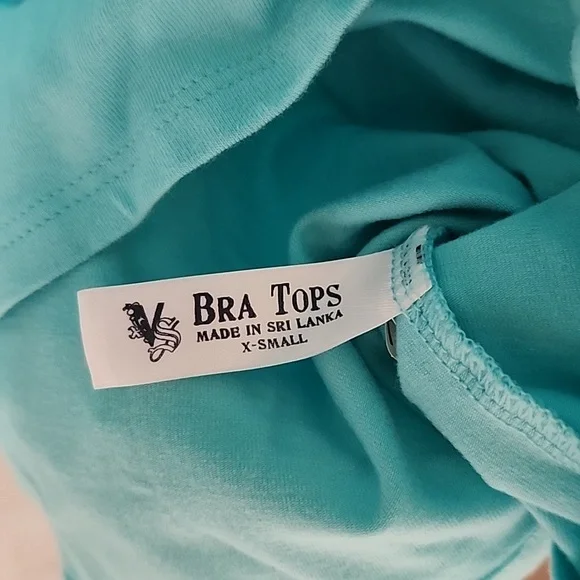 VS BRA TOPS
MADE IN SRI LANKA
X-SMALL